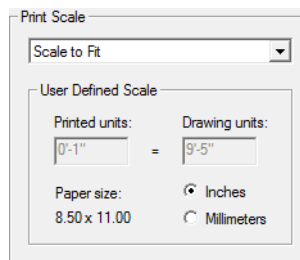 Print Scale
Scale to Fit
User Defined Scale
Printed units: Drawing units:
0'-1" = 9'-5"
Paper size: Inches
8.50 x 11.00 Millimeters